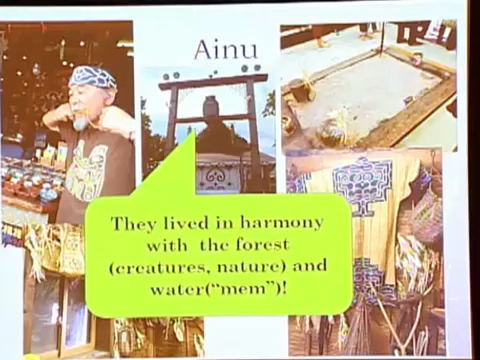 Ainu
They lived in harmony
with the forest
(creatures, nature) and
water(“mem”)!